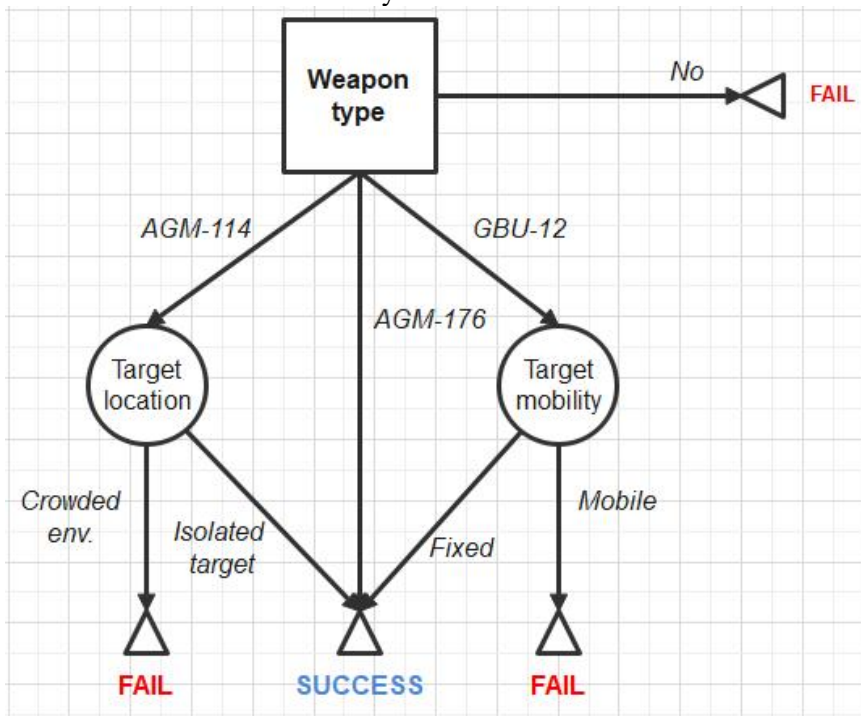 y
Weapon
type
No
FAIL
AGM-114
GBU-12
AGM-176
Target
location
Target
mobility
Crowded
env.
Isolated
target
Fixed
Mobile
FAIL
SUCCESS
FAIL